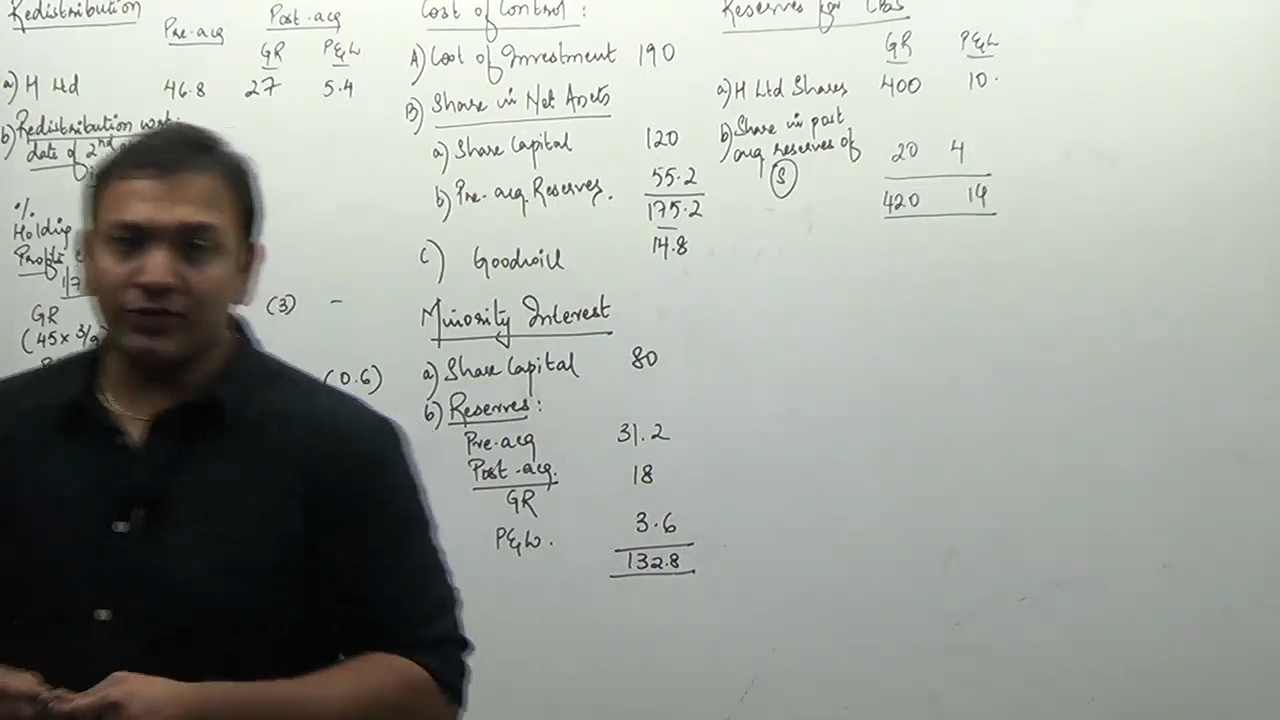 Redistribution
Pre-acq
Post-acq
GR P&L
a) H Ltd 46.8 27 5.4
b) Redistribution
date of 2nd
%
Holding
Profit
GR (3) -
(45 x 3/9
(0.6)
Cost of Control:
A) Cost of Investment 190
B) Share in Net Assets
a) Share Capital 120
b) Pre-acq Reserves. 55.2
175.2
C) Goodwill 14.8
Minority Interest
a) Share Capital 80
b) Reserves:
Pre-acq 31.2
Post-acq. 18
GR
P&L. 3.6
132.8
Reserves for CBS
GR P&L
a) H Ltd Shares 400 10.
b) Share in post
acq reserves of 20 4
S
420 14